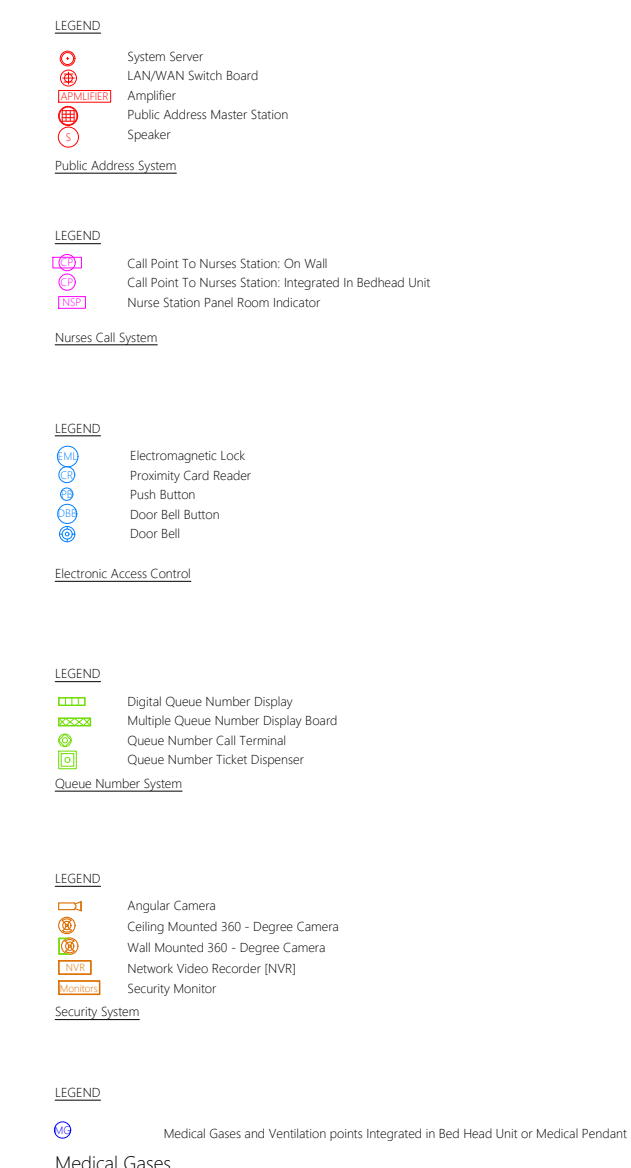 LEGEND
System Server
LAN/WAN Switch Board
APMLIFIER Amplifier
Public Address Master Station
S Speaker
Public Address System
LEGEND
CP Call Point To Nurses Station: On Wall
CP Call Point To Nurses Station: Integrated In Bedhead Unit
NSP Nurse Station Panel Room Indicator
Nurses Call System
LEGEND
EML Electromagnetic Lock
CR Proximity Card Reader
PB Push Button
DBB Door Bell Button
Door Bell
Electronic Access Control
LEGEND
Digital Queue Number Display
Multiple Queue Number Display Board
Queue Number Call Terminal
Queue Number Ticket Dispenser
Queue Number System
LEGEND
Angular Camera
Ceiling Mounted 360 - Degree Camera
Wall Mounted 360 - Degree Camera
NVR Network Video Recorder [NVR]
Monitors Security Monitor
Security System
LEGEND
MG Medical Gases and Ventilation points Integrated in Bed Head Unit or Medical Pendant
Medical Gases